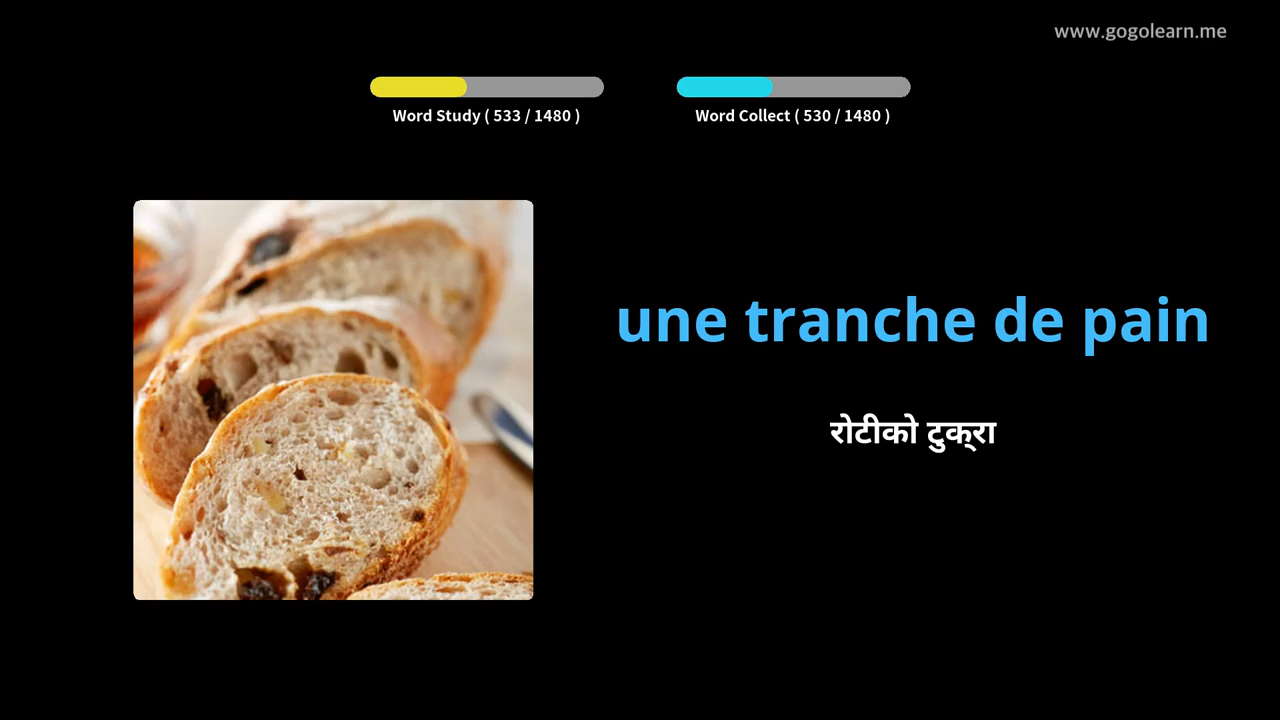 www.gogolearn.me
Word Study ( 533 / 1480 )
Word Collect ( 530 / 1480 )
une tranche de pain
रोटीको टुक्रा